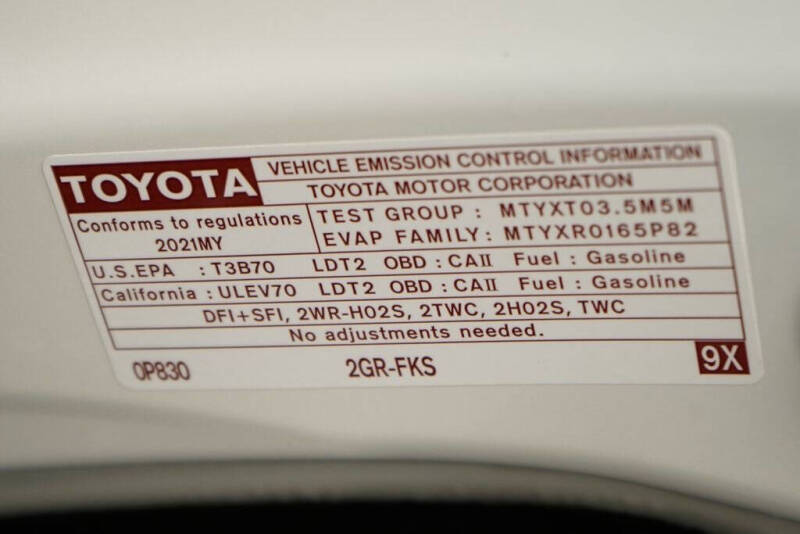 TOYOTA
VEHICLE EMISSION CONTROL INFORMATION
TOYOTA MOTOR CORPORATION
Conforms to regulations
2021MY
TEST GROUP : MTYXT03.5M5M
EVAP FAMILY: MTYXR0165P82
U.S.EPA : T3B70 LDT2 OBD : CAII Fuel : Gasoline
California : ULEV70 LDT2 OBD : CAII Fuel : Gasoline
DFI+SFI, 2WR-HO2S, 2TWC, 2HO2S, TWC
No adjustments needed.
0P830 2GR-FKS 9X